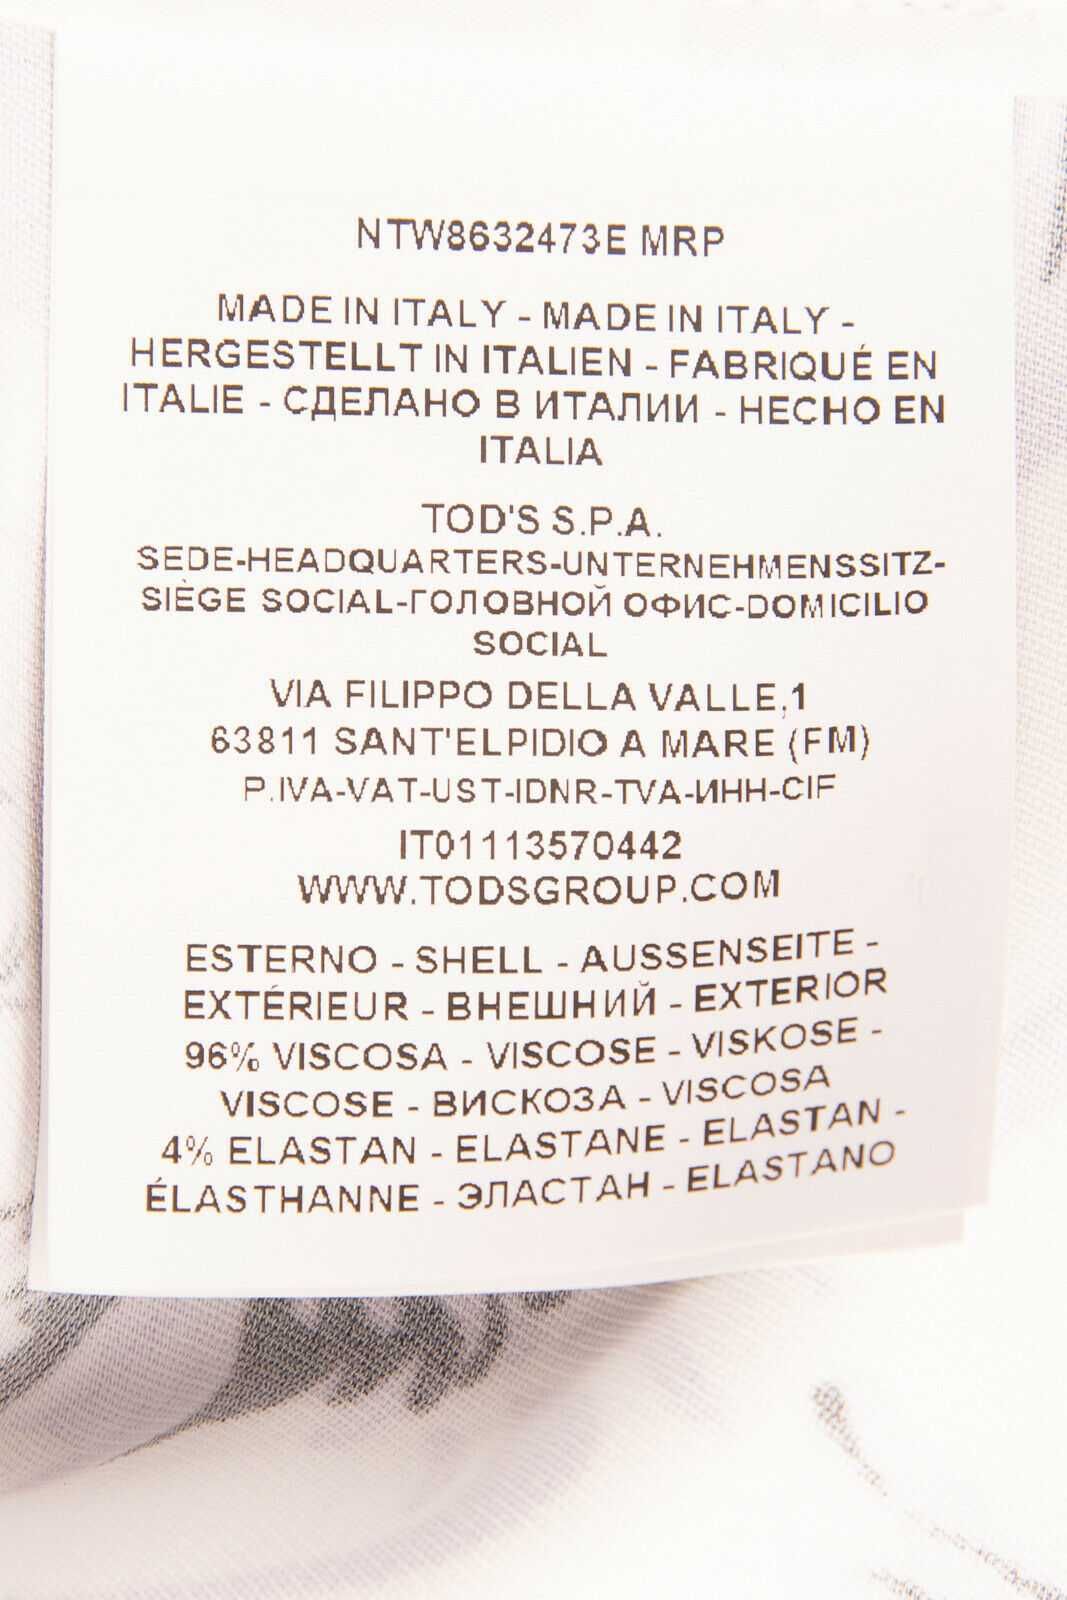 NTW8632473E MRP
MADE IN ITALY - MADE IN ITALY -
HERGESTELLT IN ITALIEN - FABRIQUÉ EN
ITALIE - СДЕЛАНО В ИТАЛИИ - HECHO EN
ITALIA
TOD'S S.P.A.
SEDE-HEADQUARTERS-UNTERNEHMENSSITZ-
SIÈGE SOCIAL-ГОЛОВНОЙ ОФИС-DOMICILIO
SOCIAL
VIA FILIPPO DELLA VALLE,1
63811 SANT'ELPIDIO A MARE (FM)
P.IVA-VAT-UST-IDNR-TVA-ИНН-CIF
IT01113570442
WWW.TODSGROUP.COM
ESTERNO - SHELL - AUSSENSEITE -
EXTÉRIEUR - ВНЕШНИЙ - EXTERIOR
96% VISCOSA - VISCOSE - VISKOSE -
VISCOSE - ВИСКОЗА - VISCOSA
4% ELASTAN - ELASTANE - ELASTAN -
ÉLASTHANNE - ЭЛАСТАН - ELASTANO